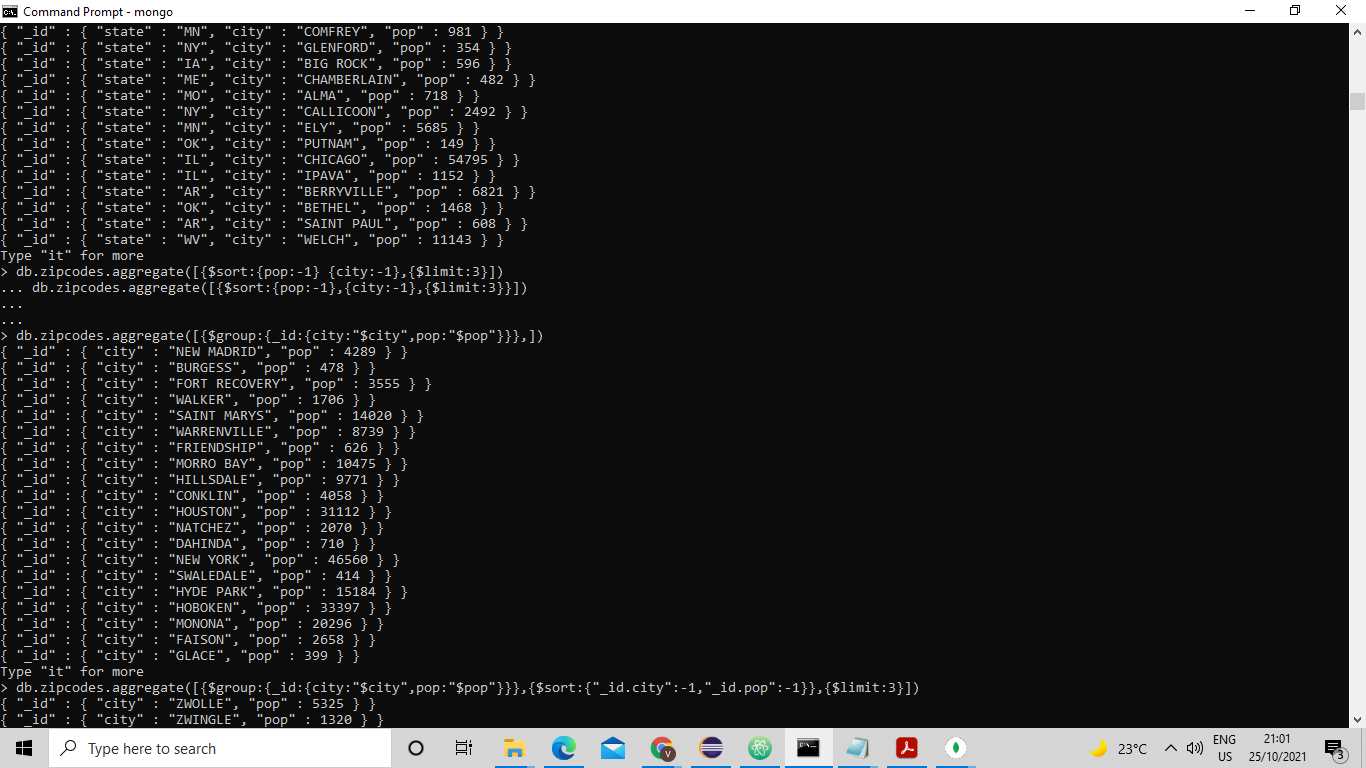 Command Prompt - mongo
{ "_id" : { "state" : "MN", "city" : "COMFREY", "pop" : 981 } }
{ "_id" : { "state" : "NY", "city" : "GLENFORD", "pop" : 354 } }
{ "_id" : { "state" : "IA", "city" : "BIG ROCK", "pop" : 596 } }
{ "_id" : { "state" : "ME", "city" : "CHAMBERLAIN", "pop" : 482 } }
{ "_id" : { "state" : "MO", "city" : "ALMA", "pop" : 718 } }
{ "_id" : { "state" : "NY", "city" : "CALLICOON", "pop" : 2492 } }
{ "_id" : { "state" : "MN", "city" : "ELY", "pop" : 5685 } }
{ "_id" : { "state" : "OK", "city" : "PUTNAM", "pop" : 149 } }
{ "_id" : { "state" : "IL", "city" : "CHICAGO", "pop" : 54795 } }
{ "_id" : { "state" : "IL", "city" : "IPAVA", "pop" : 1152 } }
{ "_id" : { "state" : "AR", "city" : "BERRYVILLE", "pop" : 6821 } }
{ "_id" : { "state" : "OK", "city" : "BETHEL", "pop" : 1468 } }
{ "_id" : { "state" : "AR", "city" : "SAINT PAUL", "pop" : 608 } }
{ "_id" : { "state" : "WV", "city" : "WELCH", "pop" : 11143 } }
Type "it" for more
> db.zipcodes.aggregate([{$sort:{pop:-1} {city:-1},{$limit:3}])
... db.zipcodes.aggregate([{$sort:{pop:-1},{city:-1},{$limit:3}}])
...
...
> db.zipcodes.aggregate([{$group:{_id:{city:"$city",pop:"$pop"}}},])
{ "_id" : { "city" : "NEW MADRID", "pop" : 4289 } }
{ "_id" : { "city" : "BURGESS", "pop" : 478 } }
{ "_id" : { "city" : "FORT RECOVERY", "pop" : 3555 } }
{ "_id" : { "city" : "WALKER", "pop" : 1706 } }
{ "_id" : { "city" : "SAINT MARYS", "pop" : 14020 } }
{ "_id" : { "city" : "WARRENVILLE", "pop" : 8739 } }
{ "_id" : { "city" : "FRIENDSHIP", "pop" : 626 } }
{ "_id" : { "city" : "MORRO BAY", "pop" : 10475 } }
{ "_id" : { "city" : "HILLSDALE", "pop" : 9771 } }
{ "_id" : { "city" : "CONKLIN", "pop" : 4058 } }
{ "_id" : { "city" : "HOUSTON", "pop" : 31112 } }
{ "_id" : { "city" : "NATCHEZ", "pop" : 2070 } }
{ "_id" : { "city" : "DAHINDA", "pop" : 710 } }
{ "_id" : { "city" : "NEW YORK", "pop" : 46560 } }
{ "_id" : { "city" : "SWALEDALE", "pop" : 414 } }
{ "_id" : { "city" : "HYDE PARK", "pop" : 15184 } }
{ "_id" : { "city" : "HOBOKEN", "pop" : 33397 } }
{ "_id" : { "city" : "MONONA", "pop" : 20296 } }
{ "_id" : { "city" : "FAISON", "pop" : 2658 } }
{ "_id" : { "city" : "GLACE", "pop" : 399 } }
Type "it" for more
> db.zipcodes.aggregate([{$group:{_id:{city:"$city",pop:"$pop"}}},{$sort:{"_id.city":-1,"_id.pop":-1}},{$limit:3}])
{ "_id" : { "city" : "ZWOLLE", "pop" : 5325 } }
{ "_id" : { "city" : "ZWINGLE", "pop" : 1320 } }
Type here to search
23°C
ENG
US
21:01
25/10/2021
3